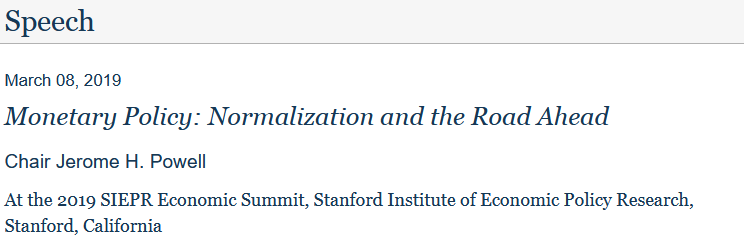 Speech
March 08, 2019
Monetary Policy: Normalization and the Road Ahead
Chair Jerome H. Powell
At the 2019 SIEPR Economic Summit, Stanford Institute of Economic Policy Research,
Stanford, California